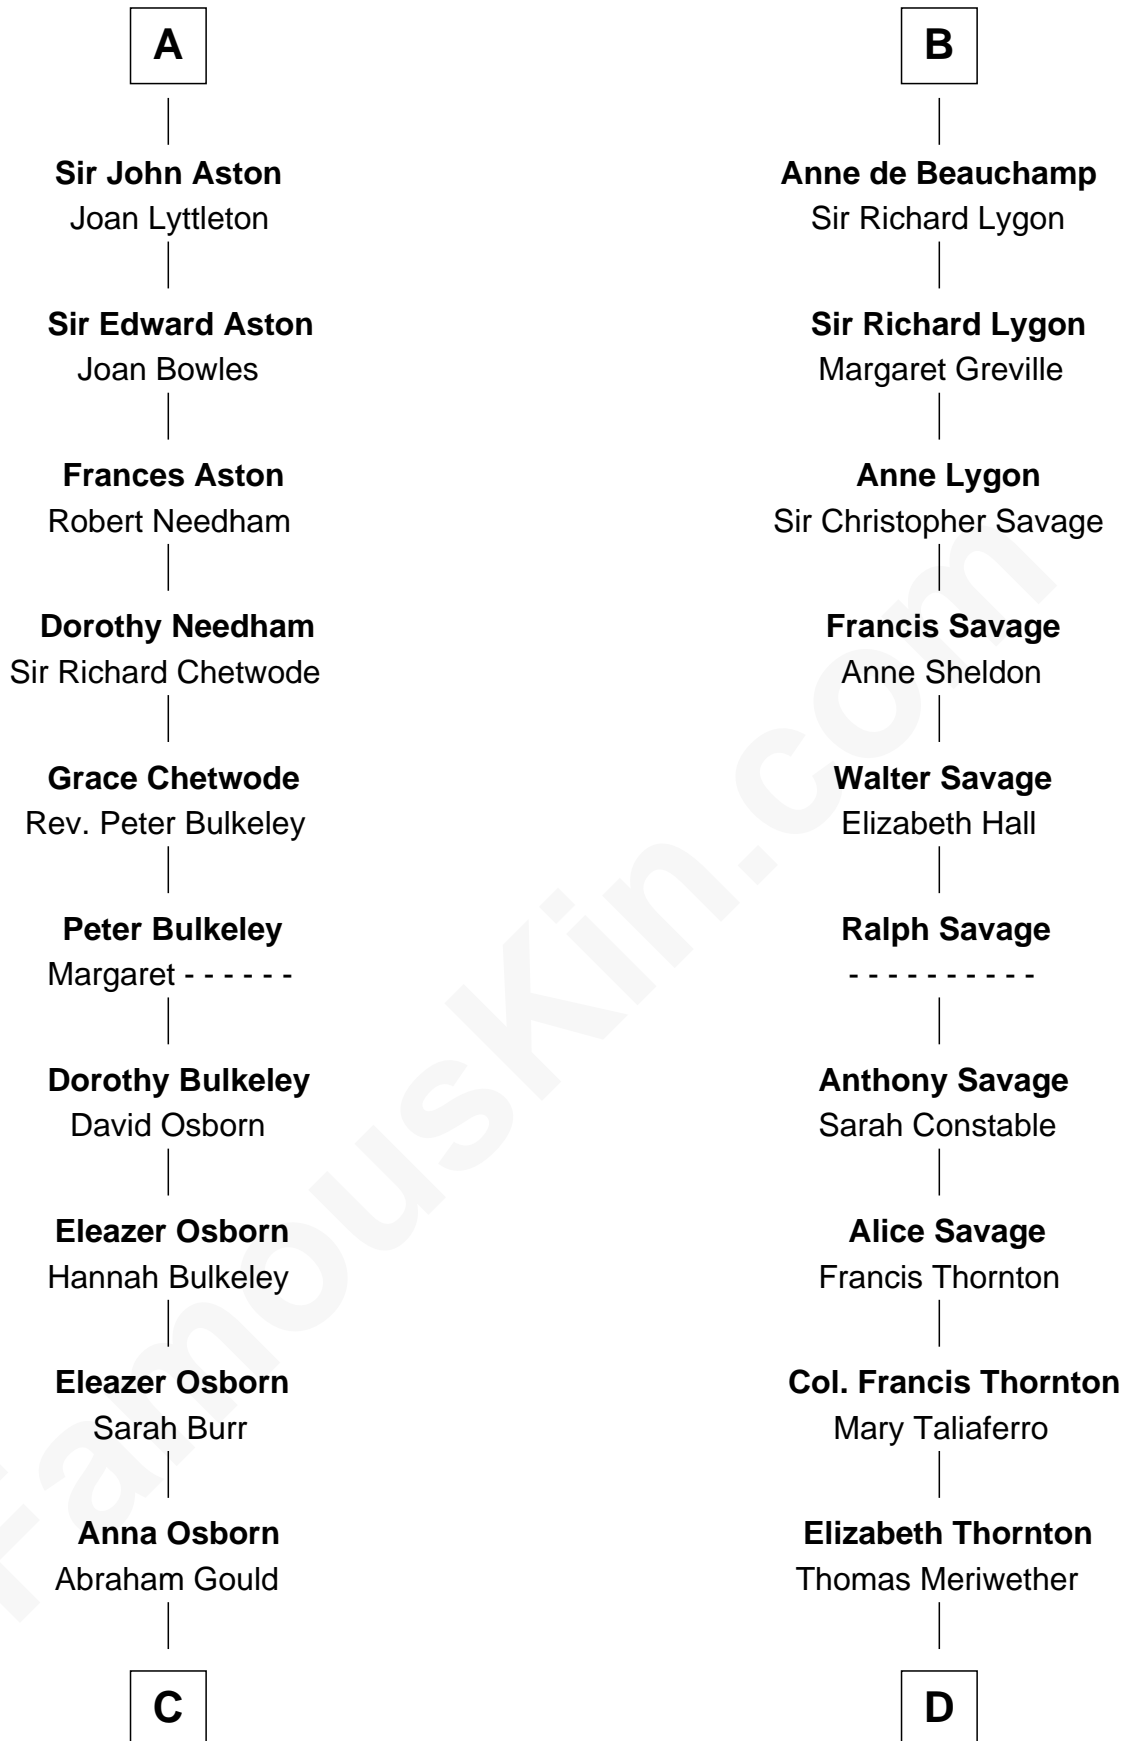 A
Sir John Aston
Joan Lyttleton
Sir Edward Aston
Joan Bowles
Frances Aston
Robert Needham
Dorothy Needham
Sir Richard Chetwode
Grace Chetwode
Rev. Peter Bulkeley
Peter Bulkeley
Margaret - - - - - -
Dorothy Bulkeley
David Osborn
Eleazer Osborn
Hannah Bulkeley
Eleazer Osborn
Sarah Burr
Anna Osborn
Abraham Gould
C
B
Anne de Beauchamp
Sir Richard Lygon
Sir Richard Lygon
Margaret Greville
Anne Lygon
Sir Christopher Savage
Francis Savage
Anne Sheldon
Walter Savage
Elizabeth Hall
Ralph Savage
- - - - - - - - - -
Anthony Savage
Sarah Constable
Alice Savage
Francis Thornton
Col. Francis Thornton
Mary Taliaferro
Elizabeth Thornton
Thomas Meriwether
D
FamousKin.com